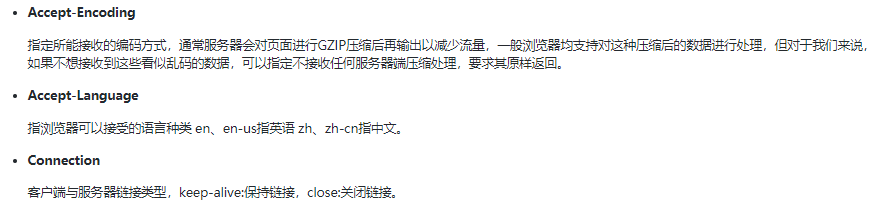 Accept-Encoding
指定所能接收的编码方式，通常服务器会对页面进行GZIP压缩后再输出以减少流量，一般浏览器均支持对这种压缩后的数据进行处理，但对于我们来说，
如果不想接收到这些看似乱码的数据，可以指定不接收任何服务器端压缩处理，要求其原样返回。
Accept-Language
指浏览器可以接受的语言种类 en、en-us指英语 zh、zh-cn指中文。
Connection
客户端与服务器链接类型，keep-alive:保持链接，close:关闭链接。